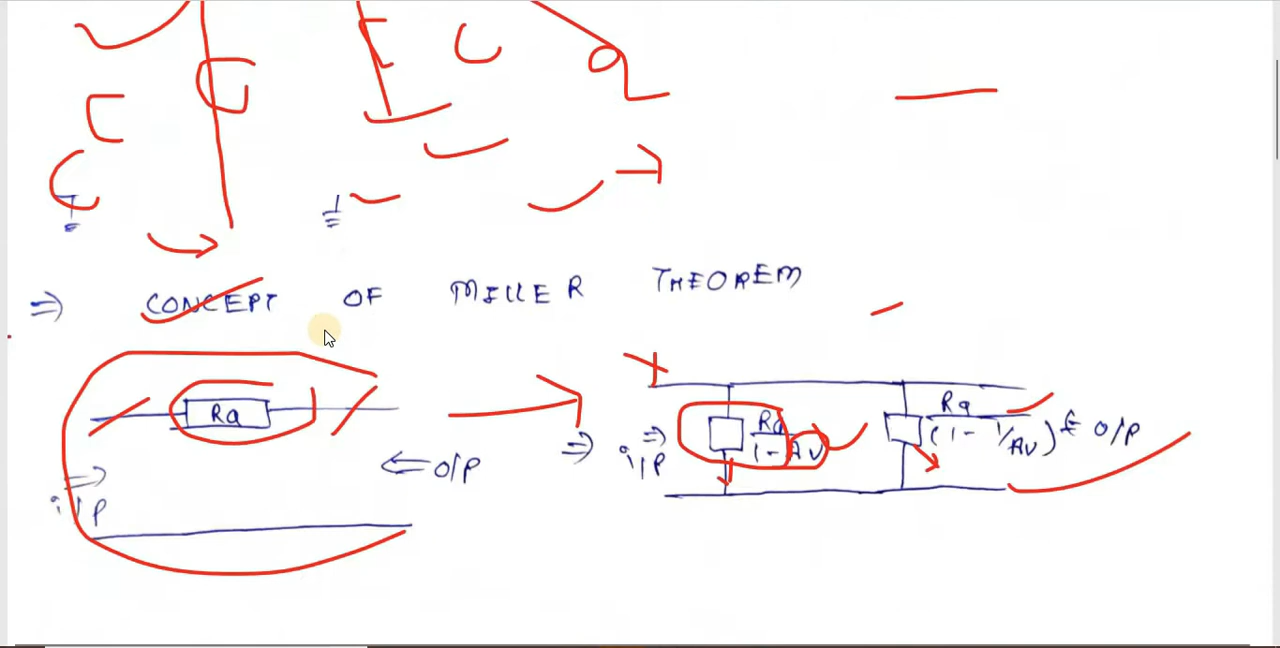 ⇒ CONCEPT OF MILLER THEOREM
Ra
⇒ i/p
⇐ O/P
⇒
⇒ i/P
Ra
1 - AV
Ra
(1 - 1/AV)
⇐ O/P